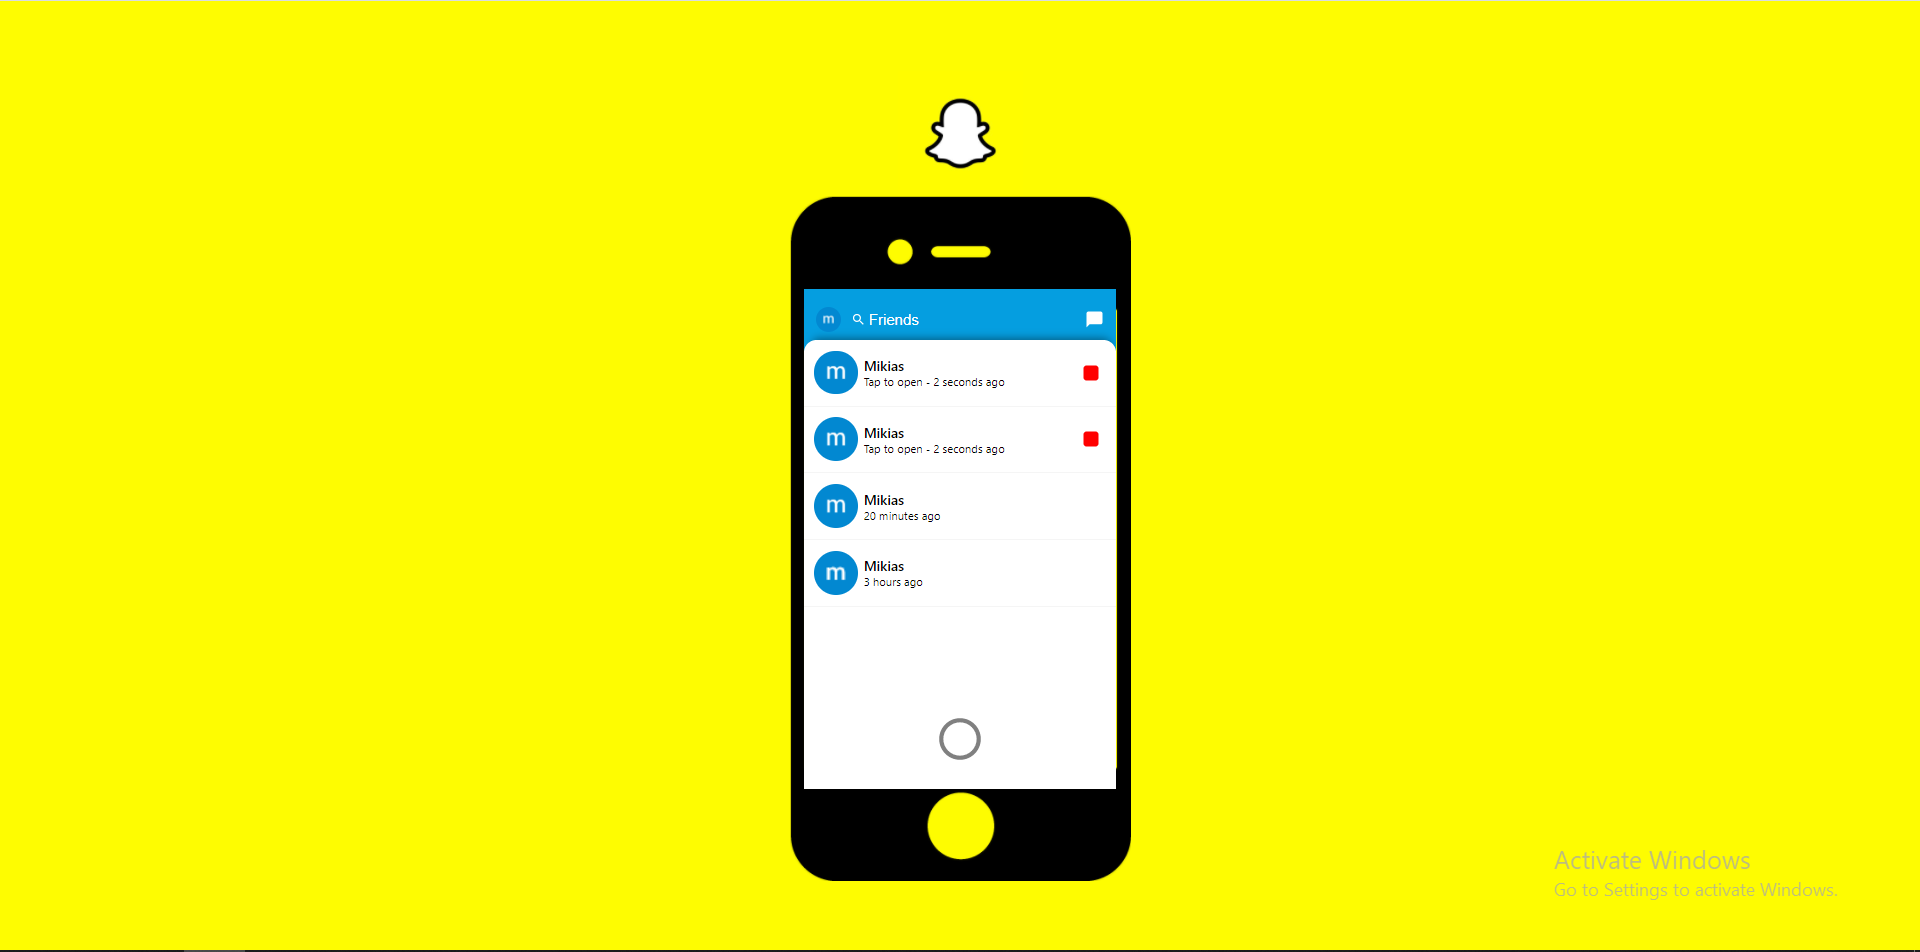 m
Friends
m
Mikias
Tap to open - 2 seconds ago
m
Mikias
Tap to open - 2 seconds ago
m
Mikias
20 minutes ago
m
Mikias
3 hours ago
Activate Windows
Go to Settings to activate Windows.